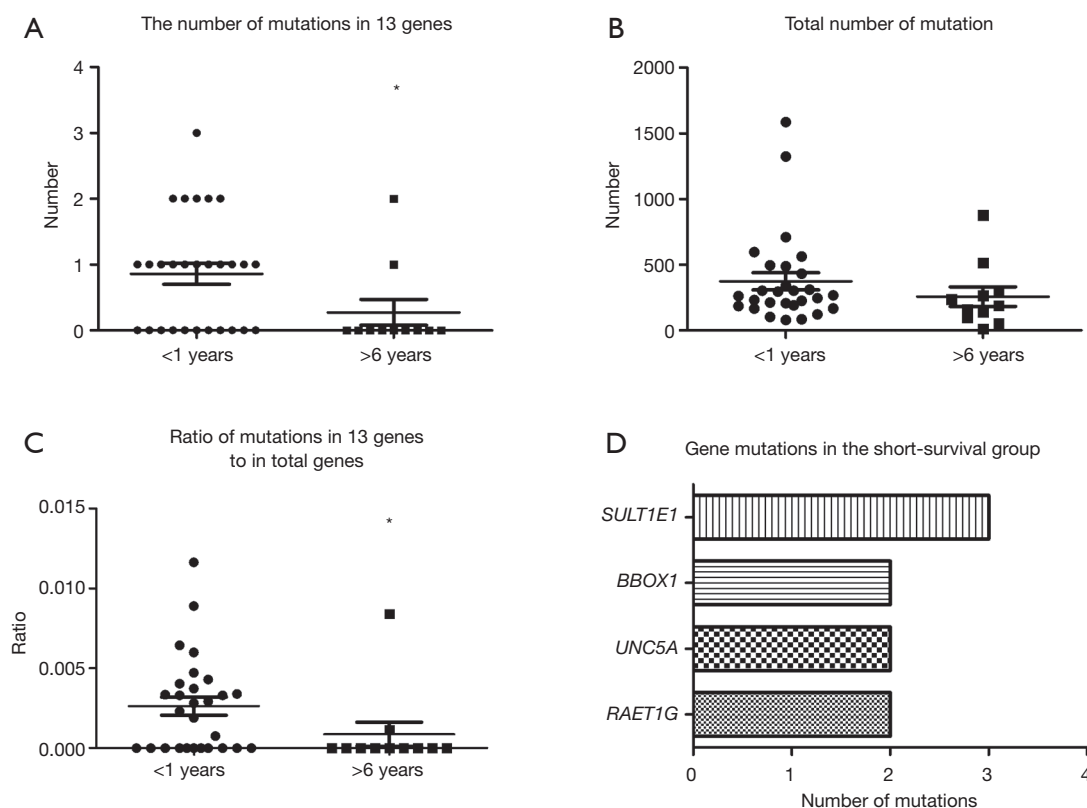 A
The number of mutations in 13 genes
4
3
2
1
0
Number
*
<1 years
>6 years
B
Total number of mutation
2000
1500
1000
500
0
Number
<1 years
>6 years
C
Ratio of mutations in 13 genes
to in total genes
0.015
0.010
0.005
0.000
Ratio
*
<1 years
>6 years
D
Gene mutations in the short-survival group
SULT1E1
BBOX1
UNC5A
RAET1G
0 1 2 3 4
Number of mutations